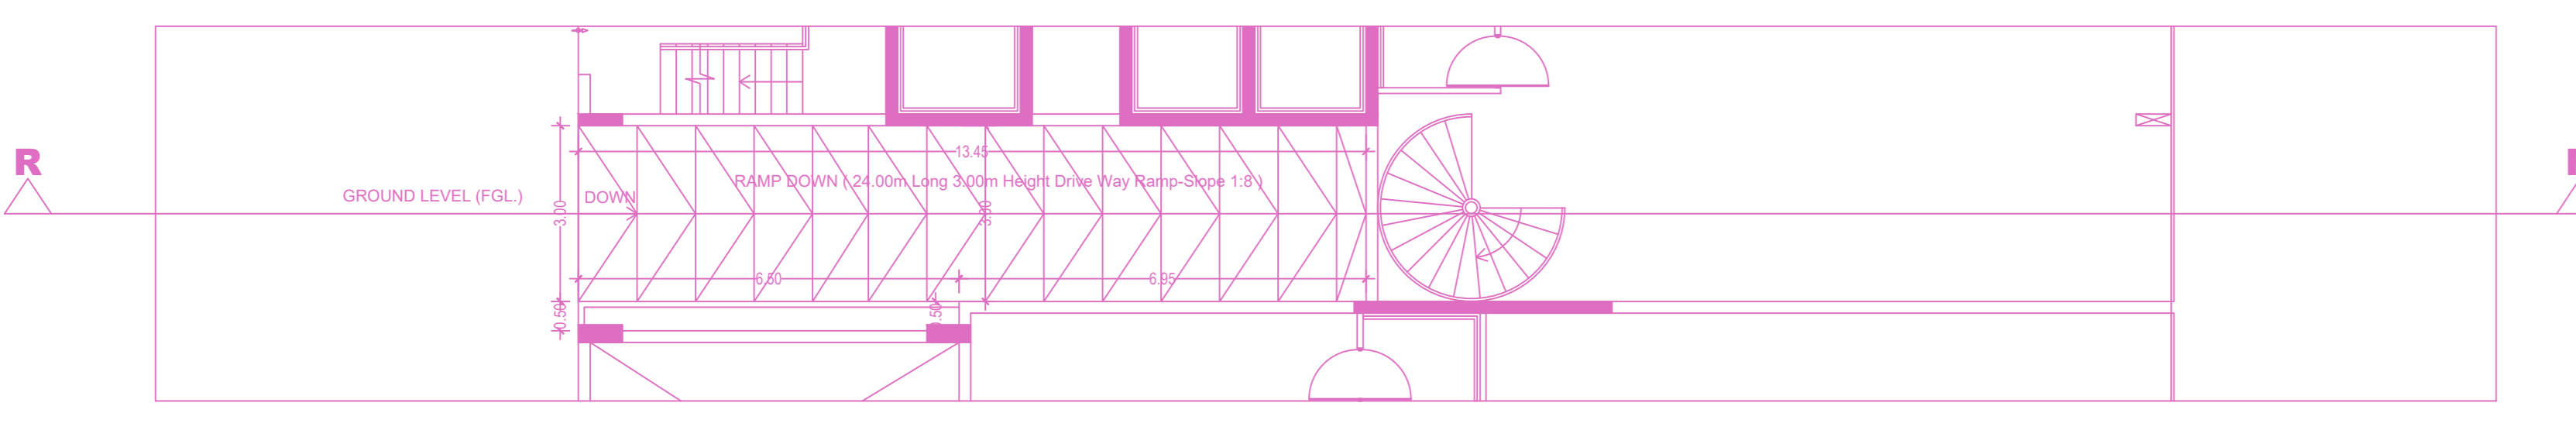 R
GROUND LEVEL (FGL.)
DOWN
13.45
RAMP DOWN ( 24.00m Long 3.00m Height Drive Way Ramp-Slope 1:8 )
3.00
3.00
6.50
6.95
0.50
0.50